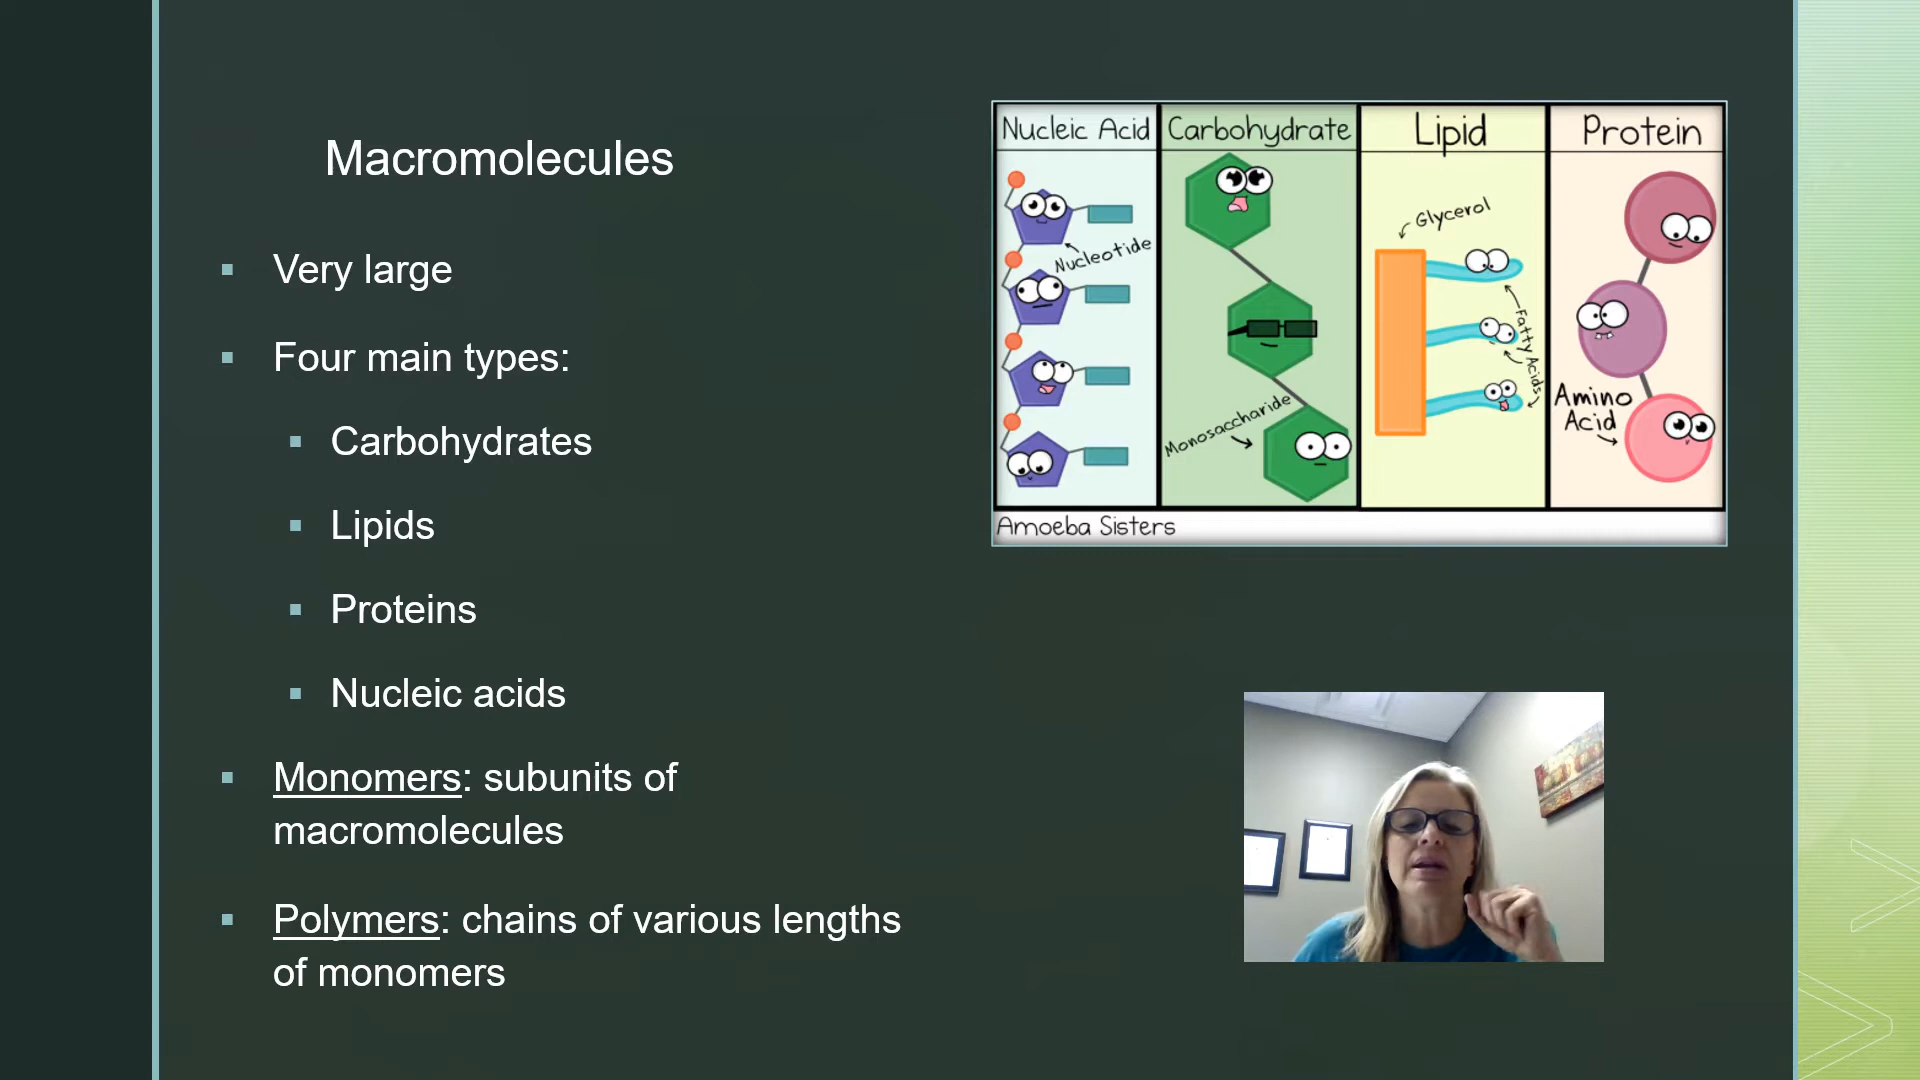 Macromolecules
Very large
Four main types:
Carbohydrates
Lipids
Proteins
Nucleic acids
Monomers: subunits of
macromolecules
Polymers: chains of various lengths
of monomers
Nucleic Acid
Nucleotide
Carbohydrate
Monosaccharide
Lipid
Glycerol
Fatty Acids
Protein
Amino
Acid
Amoeba Sisters